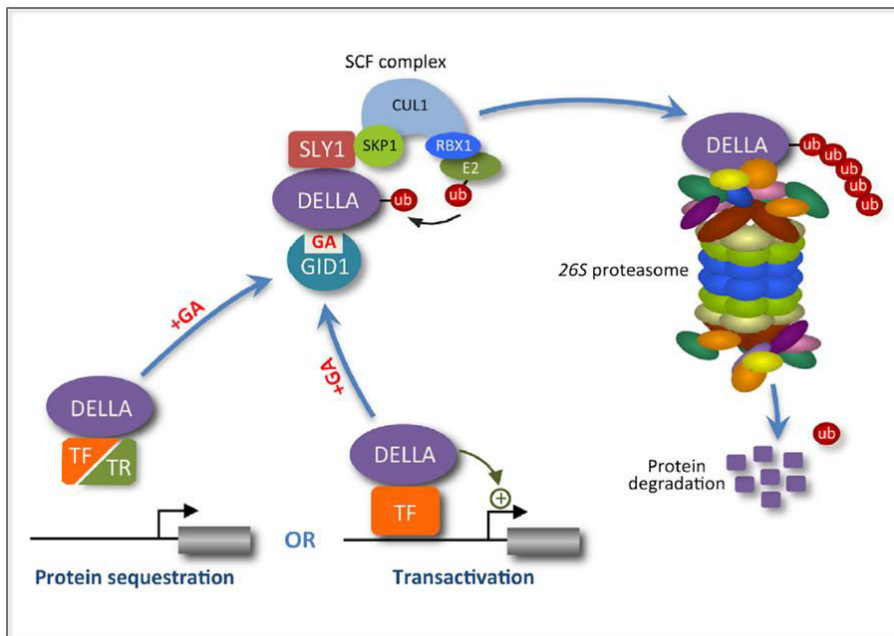 SCF complex
CUL1
SLY1
SKP1
RBX1
E2
DELLA
ub
ub
GA
GID1
DELLA
ub
ub
ub
ub
ub
26S proteasome
+GA
+GA
DELLA
TF
TR
DELLA
TF
+
OR
Protein sequestration
Transactivation
ub
Protein
degradation